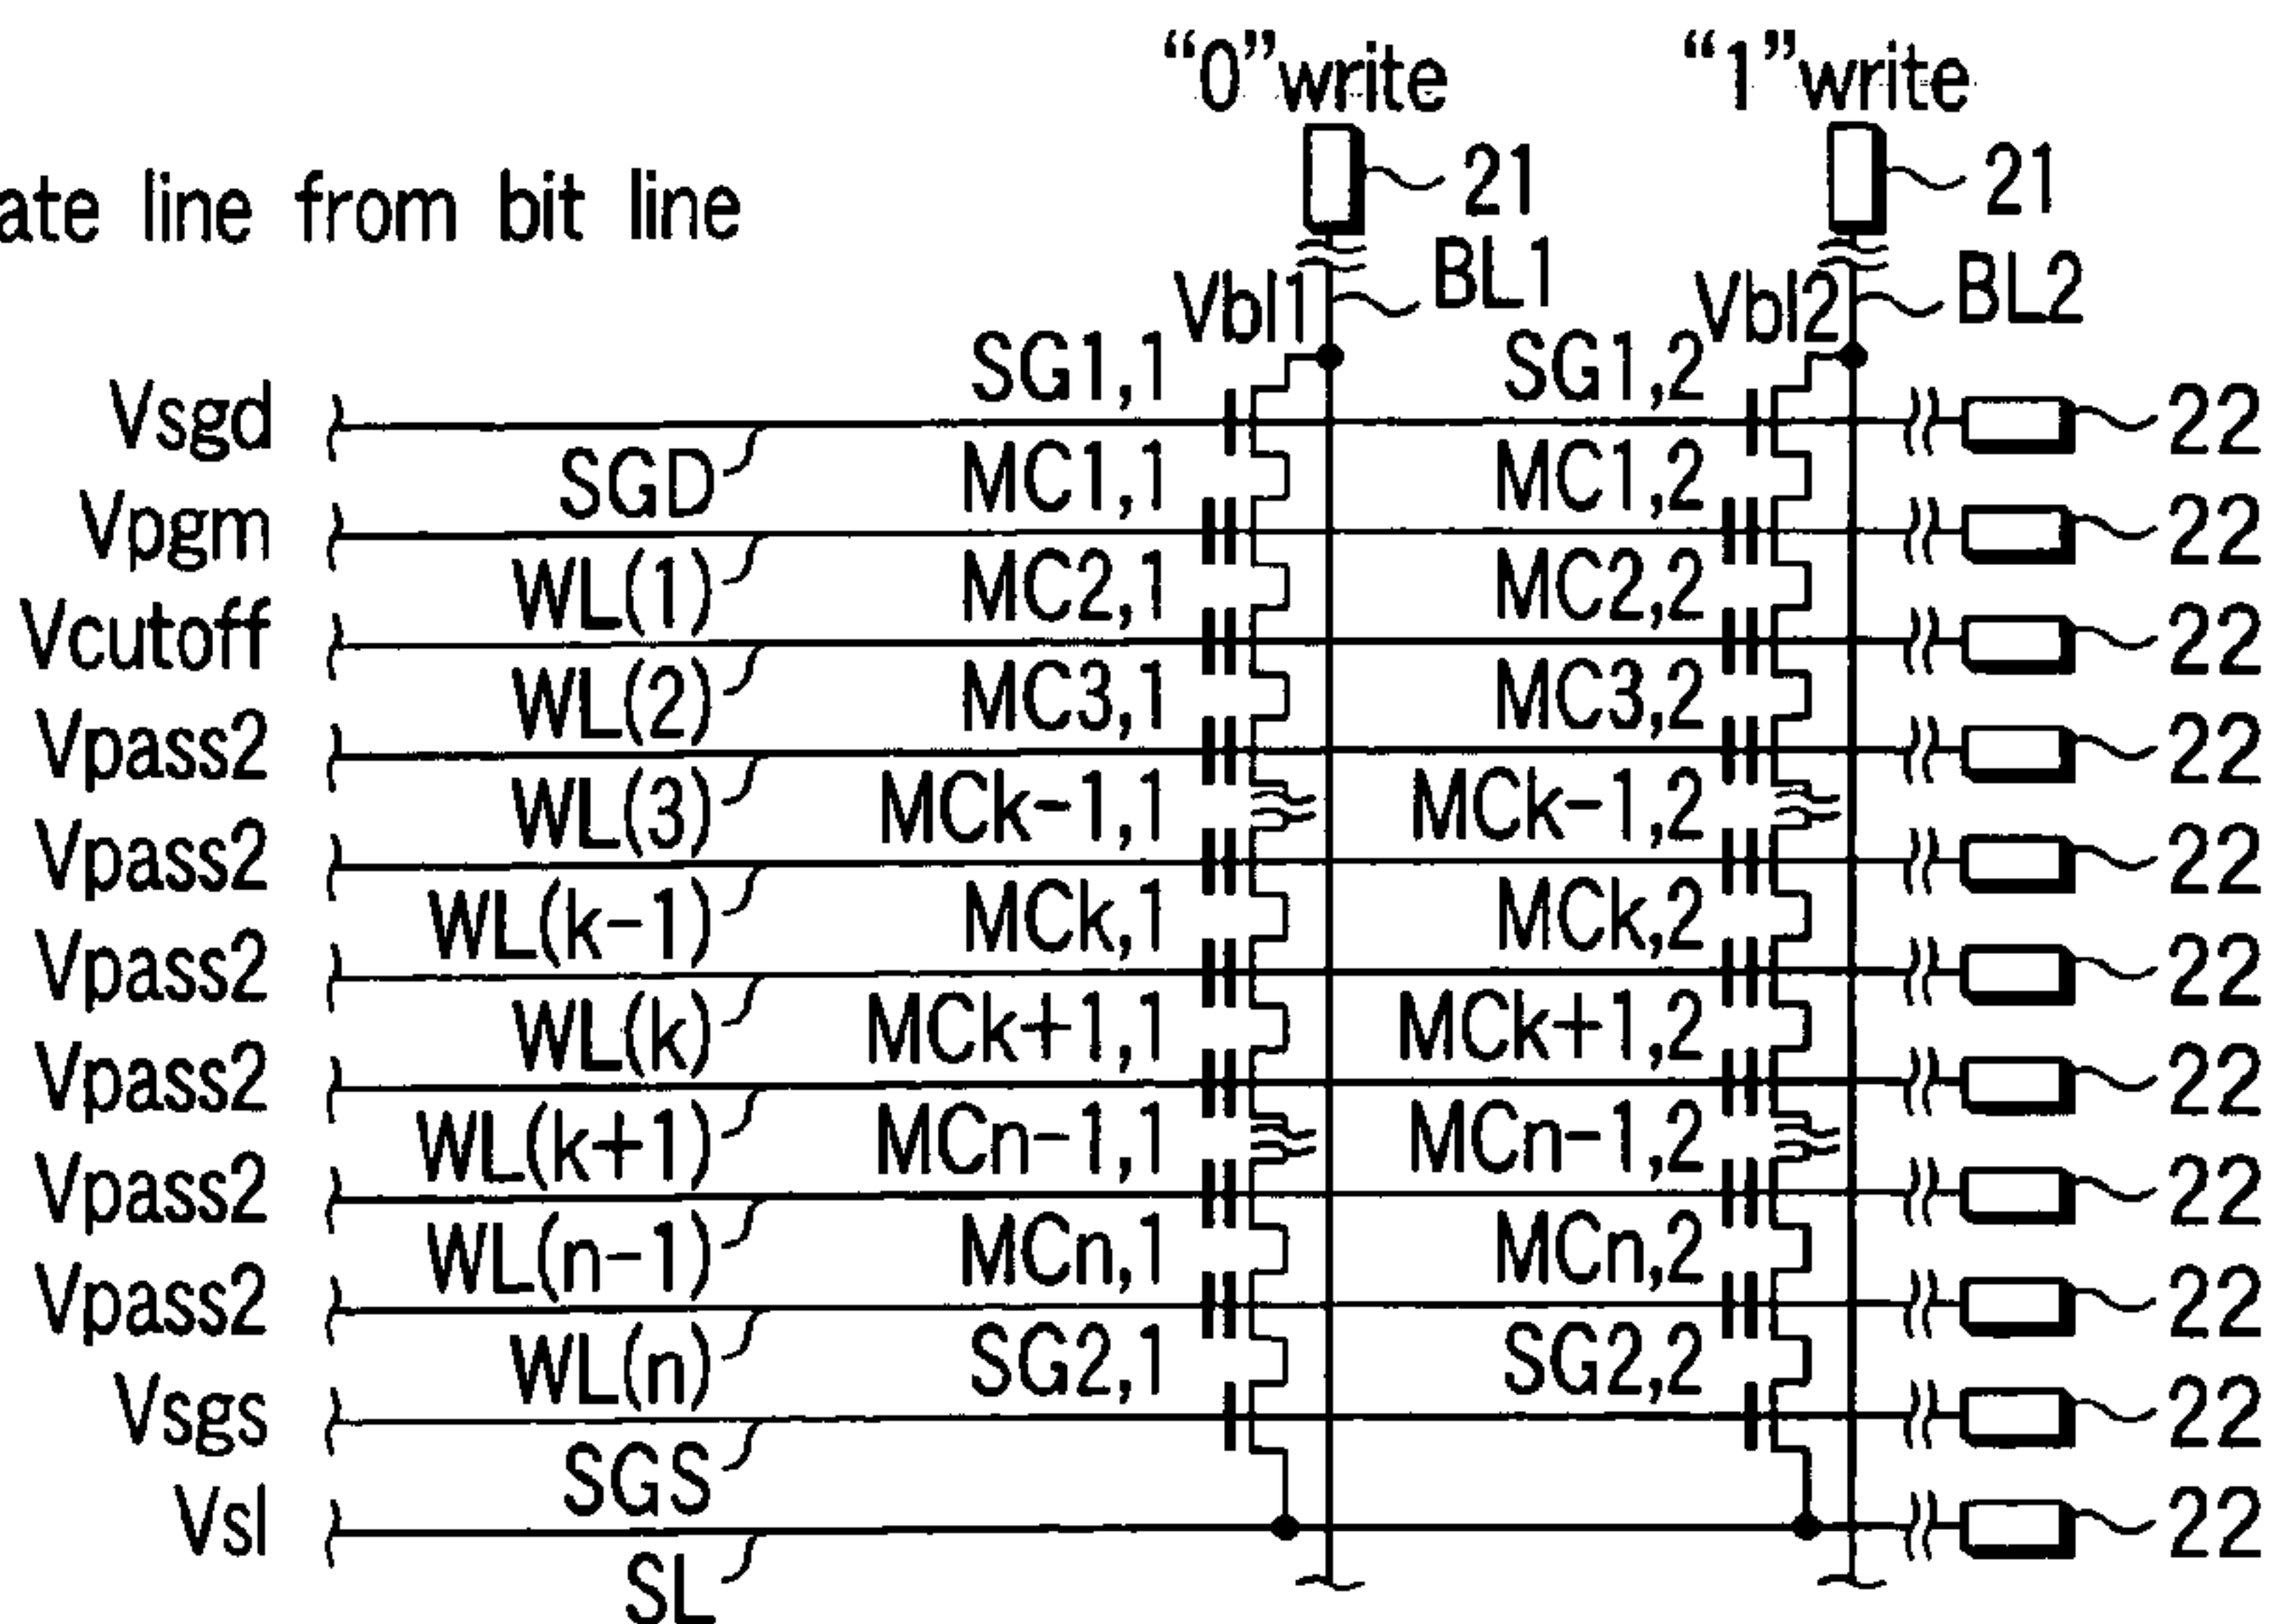 “0”write “1”write
21 21
ate line from bit line
BL1 BL2
Vbl1 Vbl2
SG1,1 SG1,2
Vsgd 22
SGD MC1,1 MC1,2
Vpgm 22
WL(1) MC2,1 MC2,2
Vcutoff 22
WL(2) MC3,1 MC3,2
Vpass2 22
WL(3) MCk-1,1 MCk-1,2
Vpass2 22
WL(k-1) MCk,1 MCk,2
Vpass2 22
WL(k) MCk+1,1 MCk+1,2
Vpass2 22
WL(k+1) MCn-1,1 MCn-1,2
Vpass2 22
WL(n-1) MCn,1 MCn,2
Vpass2 22
WL(n) SG2,1 SG2,2
Vsgs 22
SGS
Vsl 22
SL